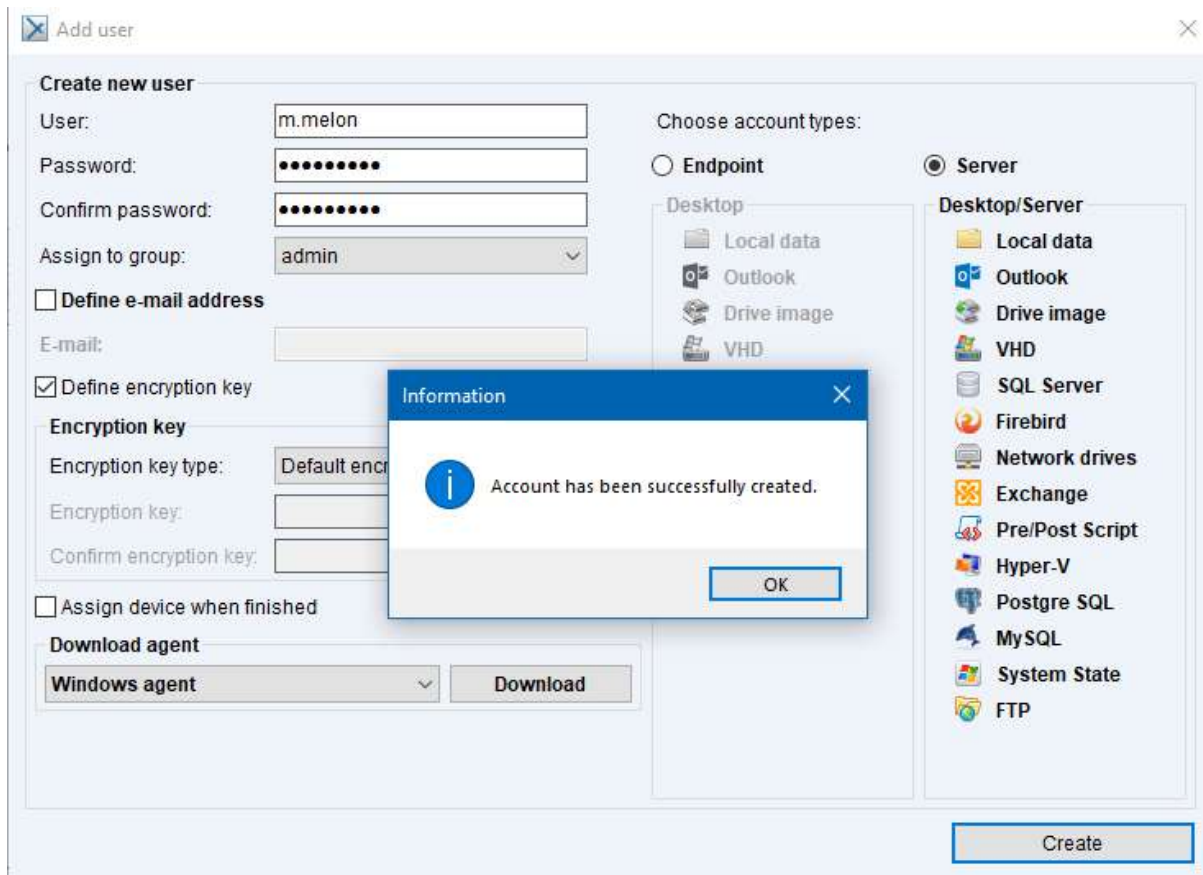 Add user
Create new user
User:
m.melon
Password:
•••••••••
Confirm password:
•••••••••
Assign to group:
admin
Define e-mail address
E-mail:
Define encryption key
Encryption key
Encryption key type:
Default encr
Encryption key:
Confirm encryption key:
Assign device when finished
Download agent
Windows agent
Download
Choose account types:
Endpoint
Desktop
Local data
Outlook
Drive image
VHD
Server
Desktop/Server
Local data
Outlook
Drive image
VHD
SQL Server
Firebird
Network drives
Exchange
Pre/Post Script
Hyper-V
Postgre SQL
MySQL
System State
FTP
Information
Account has been successfully created.
OK
Create